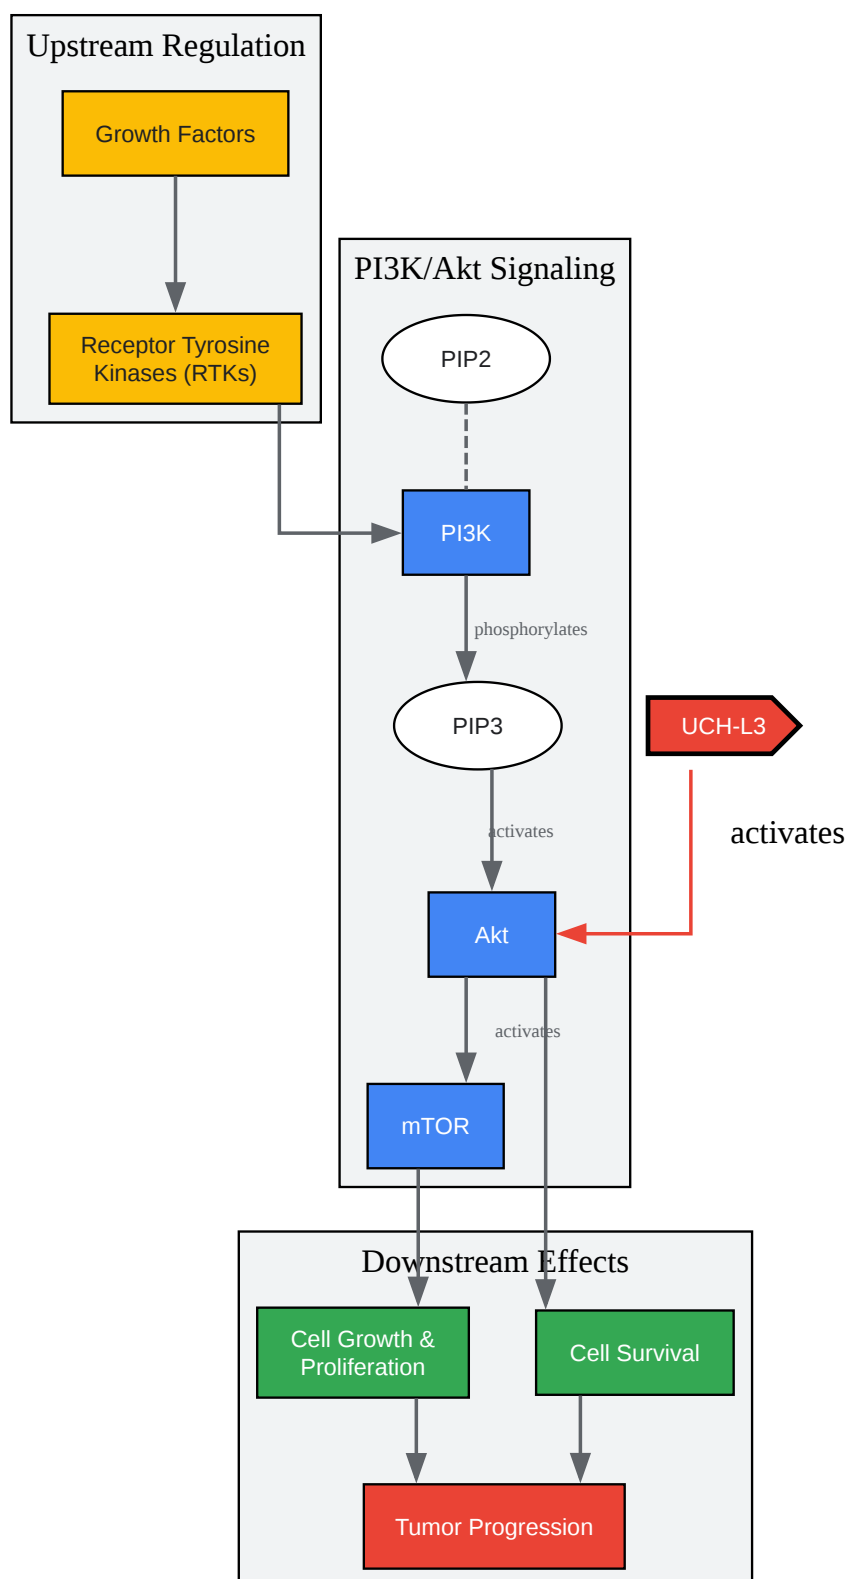 Upstream Regulation
Growth Factors
Receptor Tyrosine
Kinases (RTKs)
PI3K/Akt Signaling
PIP2
PI3K
phosphorylates
PIP3
UCH-L3
activates
activates
Akt
activates
mTOR
Downstream Effects
Cell Growth &
Proliferation
Cell Survival
Tumor Progression